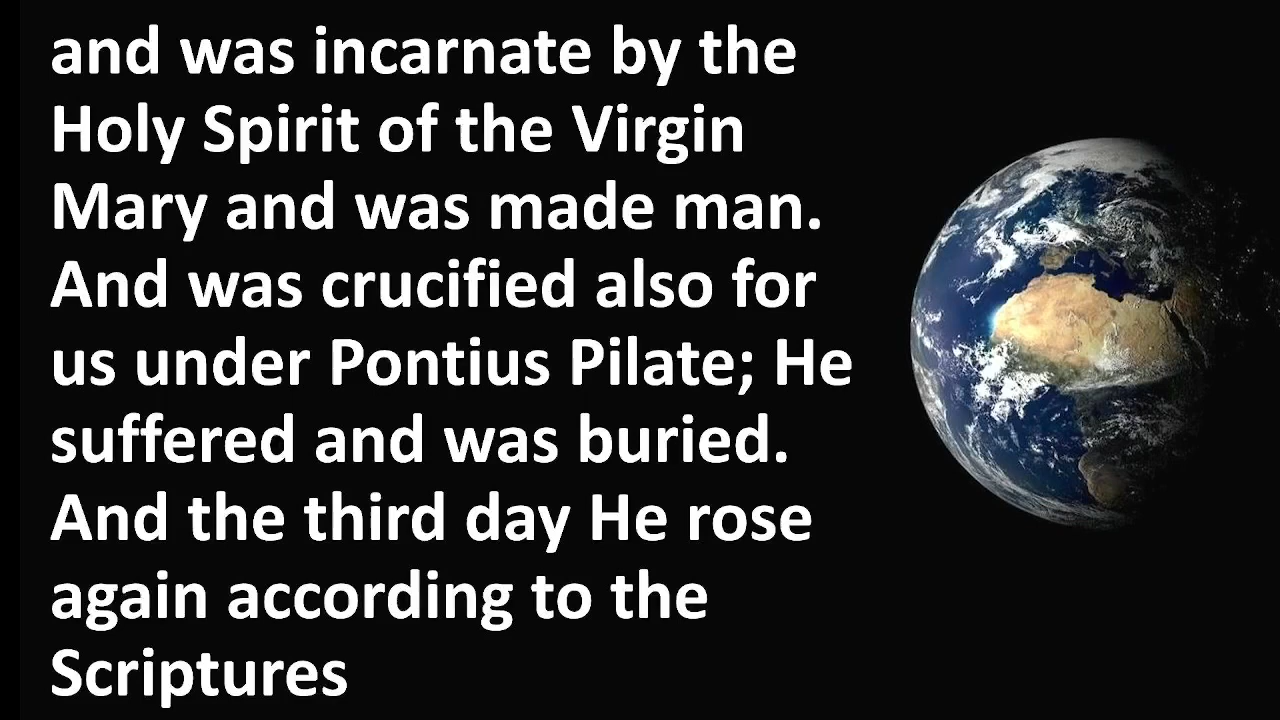 and was incarnate by the
Holy Spirit of the Virgin
Mary and was made man.
And was crucified also for
us under Pontius Pilate; He
suffered and was buried.
And the third day He rose
again according to the
Scriptures